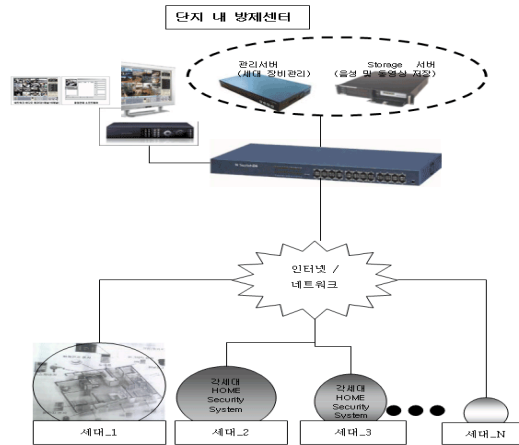 단지 내 방제센터
관리서버
(세대 장비관리)
Storage 서버
(음성 및 동영상 저장)
인터넷 /
네트워크
각세대
HOME
Security
System
각세대
HOME
Security
System
세대_1
세대_2
세대_3
세대_N